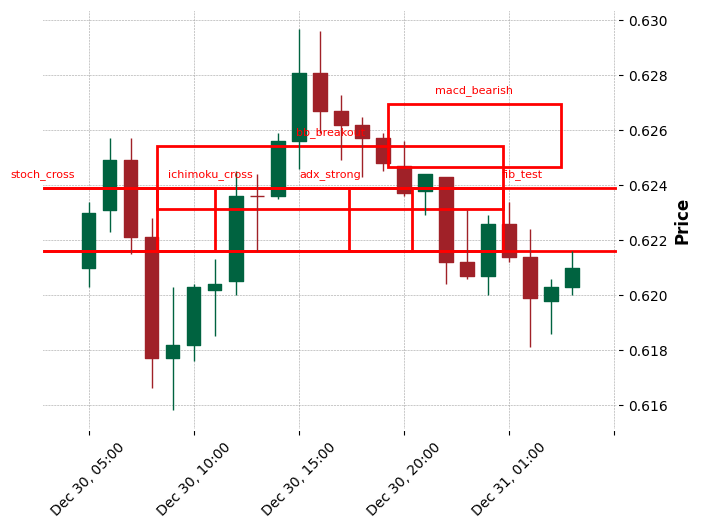 0.630
0.628
macd_bearish
0.626
bb_breakout
stoch_cross
ichimoku_cross
adx_strong
fib_test
0.624
0.622
Price
0.620
0.618
0.616
Dec 30, 05:00
Dec 30, 10:00
Dec 30, 15:00
Dec 30, 20:00
Dec 31, 01:00